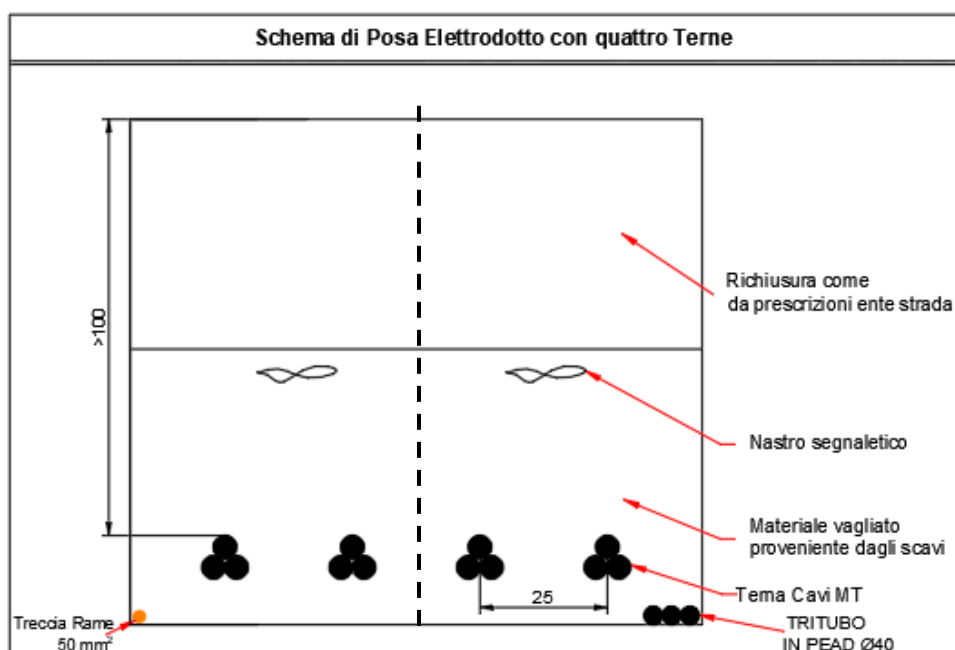 Schema di Posa Elettrodotto con quattro Terne
>100
Richiusura come
da prescrizioni ente strada
Nastro segnaletico
Materiale vagliato
proveniente dagli scavi
25
Terna Cavi MT
Treccia Rame
50 mm²
TRITUBO
IN PEAD Ø40